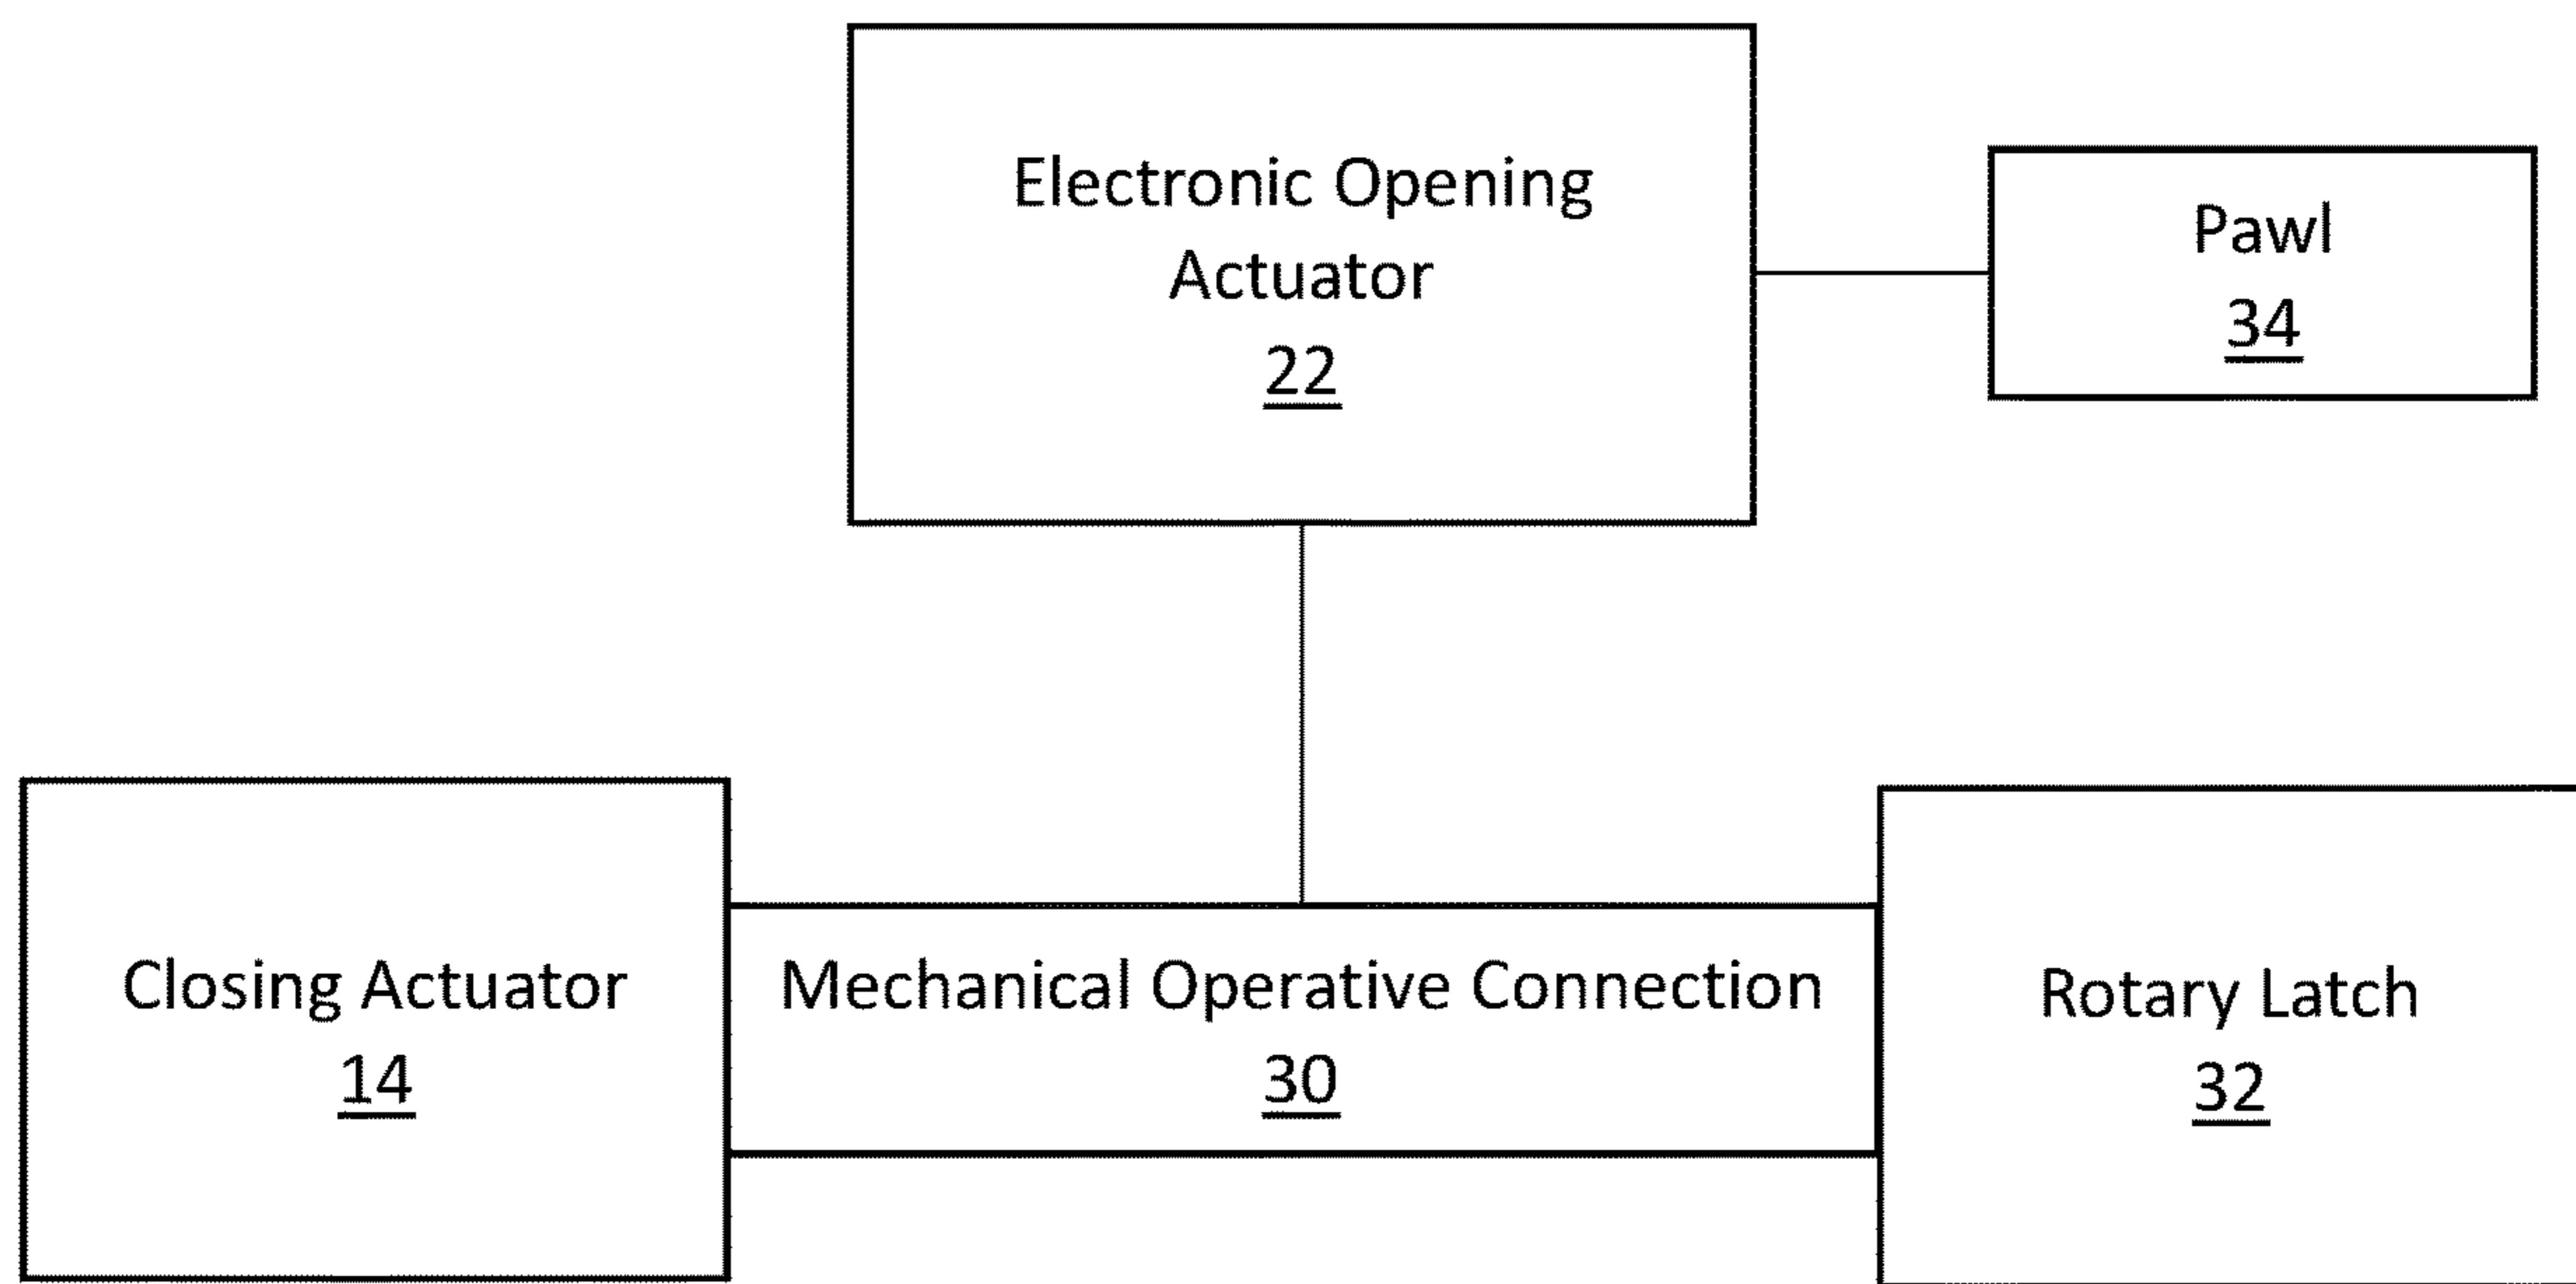 Electronic Opening
Actuator
22
Pawl
34
Closing Actuator
14
Mechanical Operative Connection
30
Rotary Latch
32